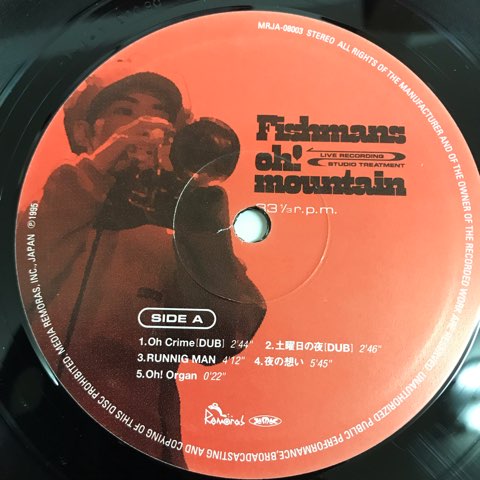 MRJA-08003 STEREO ALL RIGHTS OF THE MANUFACTURER AND OF THE OWNER OF THE RECORDED WORK ARE RESERVED. UNAUTHORIZED PUBLIC PERFORMANCE,BROADCASTING AND COPYING OF THIS DISC PROHIBITED MEDIA REMORAS, INC., JAPAN ℗1995
Fishmans
oh!
LIVE RECORDING
STUDIO TREATMENT
mountain
33 ⅓ r.p.m.
SIDE A
1.Oh Crime[DUB] 2'44" 2.土曜日の夜[DUB] 2'46"
3.RUNNIG MAN 4'12" 4.夜の想い 5'45"
5.Oh! Organ 0'22"
Remoras